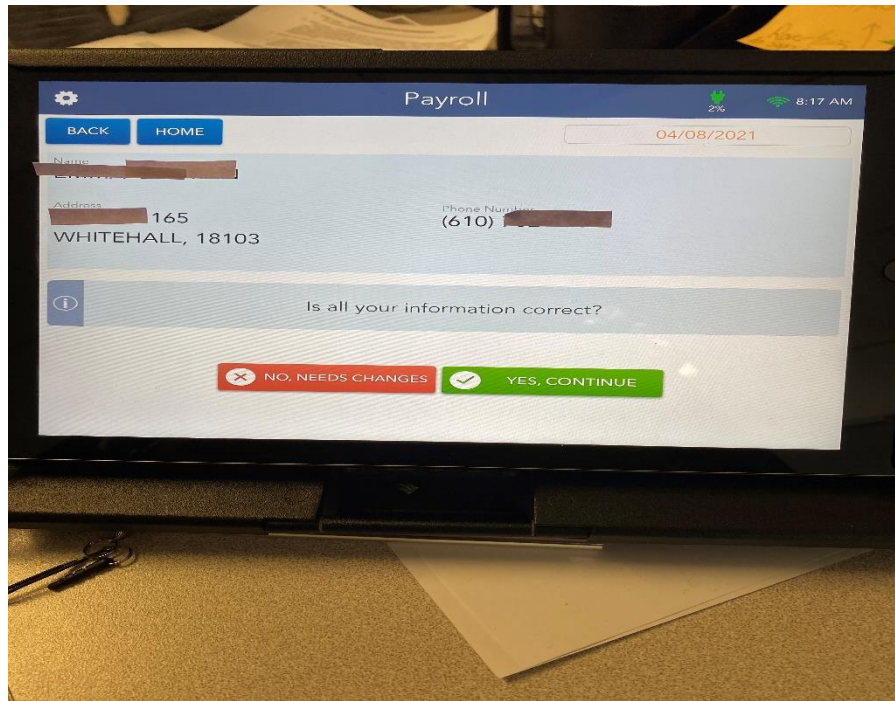 Payroll
2%
8:17 AM
BACK
HOME
04/08/2021
Name
Address
165
WHITEHALL, 18103
Phone Number
(610)
Is all your information correct?
NO, NEEDS CHANGES
YES, CONTINUE